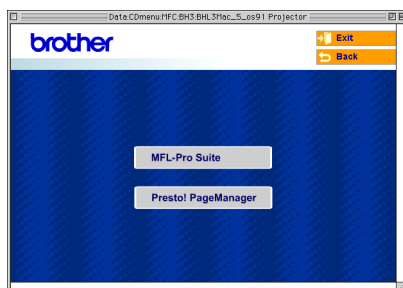 Data:CDmenu:MFC:BH3:BHL3Mac_5_os91 Projector
brother
Exit
Back
MFL-Pro Suite
Presto! PageManager